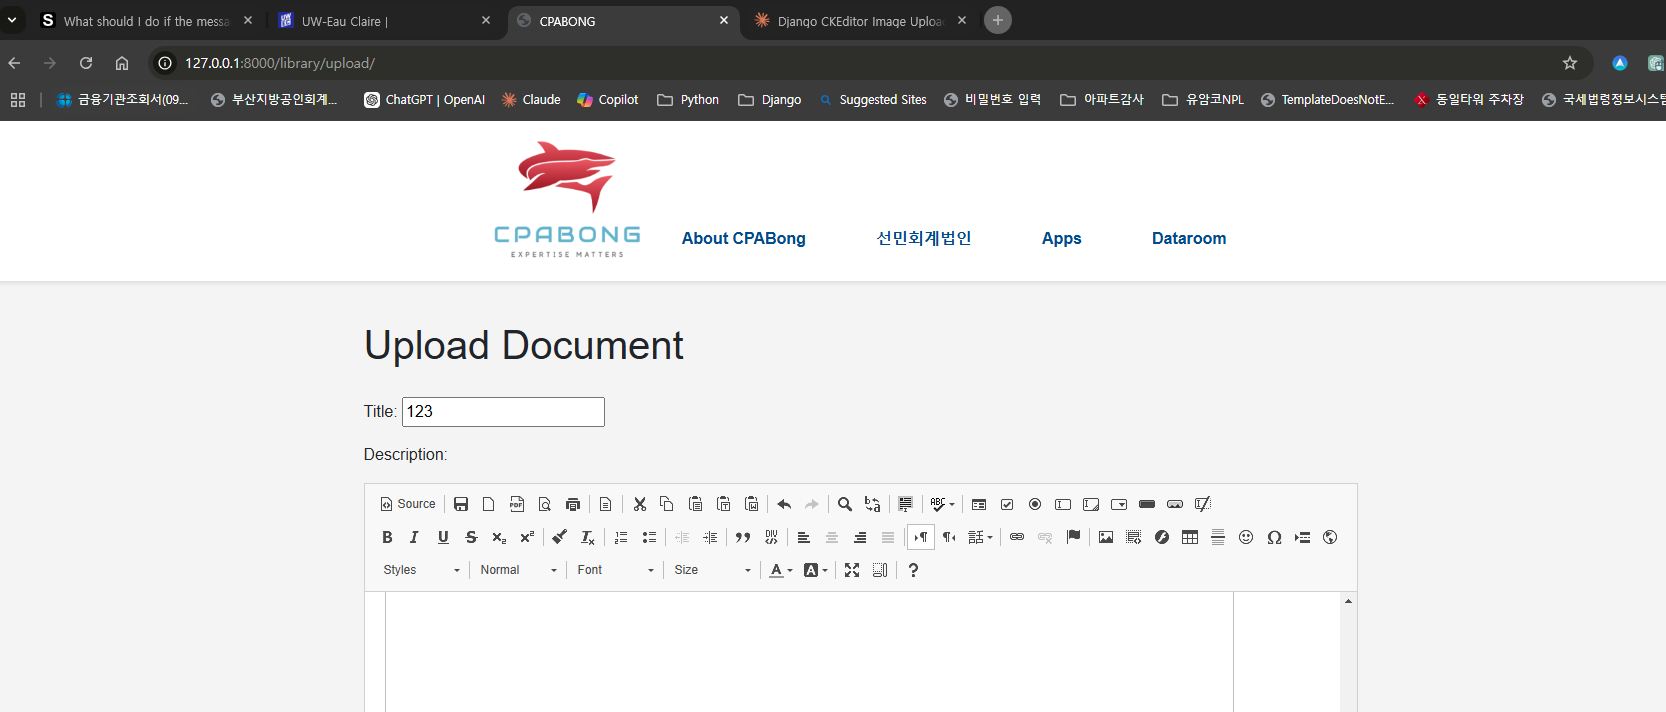 What should I do if the messa
UW-Eau Claire |
CPABONG
Django CKEditor Image Uploa
127.0.0.1:8000/library/upload/
금융기관조회서(09...
부산지방공인회계...
ChatGPT | OpenAI
Claude
Copilot
Python
Django
Suggested Sites
비밀번호 입력
아파트감사
유암코NPL
TemplateDoesNotE...
동일타워 주차장
국세법령정보시스템
CPABONG
EXPERTISE MATTERS
About CPABong
선민회계법인
Apps
Dataroom
Upload Document
Title: 123
Description:
Source
Styles
Normal
Font
Size